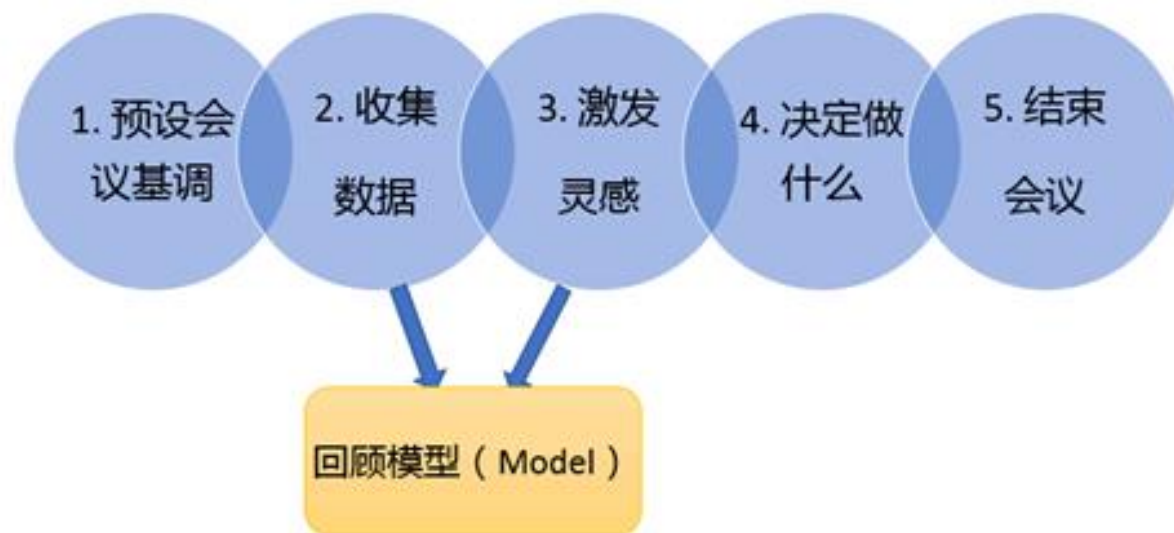 1. 预设会
议基调
2. 收集
数据
3. 激发
灵感
4. 决定做
什么
5. 结束
会议
回顾模型（Model）